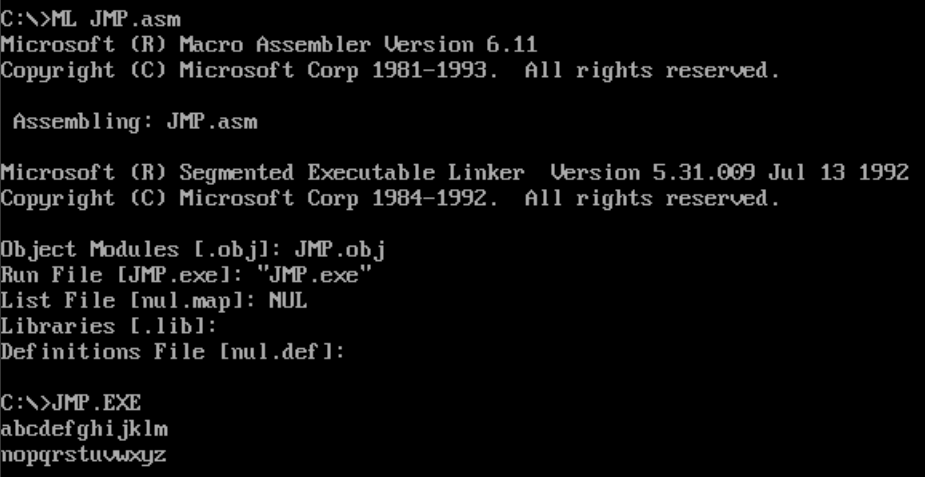 C:\>ML JMP.asm
Microsoft (R) Macro Assembler Version 6.11
Copyright (C) Microsoft Corp 1981-1993.  All rights reserved.
 Assembling: JMP.asm
Microsoft (R) Segmented Executable Linker  Version 5.31.009 Jul 13 1992
Copyright (C) Microsoft Corp 1984-1992.  All rights reserved.
Object Modules [.obj]: JMP.obj
Run File [JMP.exe]: "JMP.exe"
List File [nul.map]: NUL
Libraries [.lib]:
Definitions File [nul.def]:
C:\>JMP.EXE
abcdefghijklm
nopqrstuvwxyz